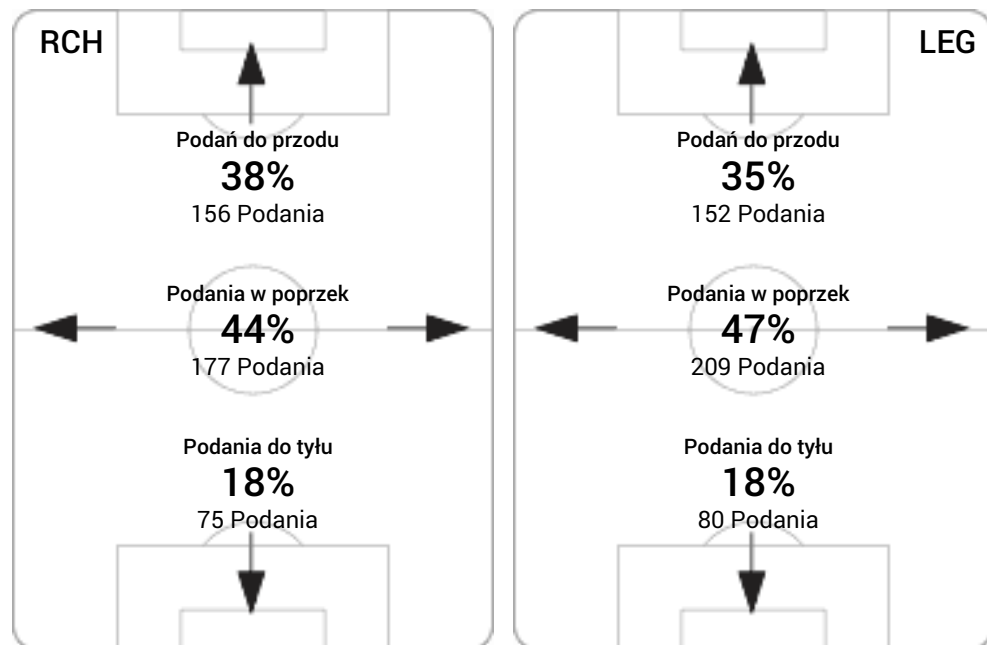 RCH
Podań do przodu
38%
156 Podania
Podania w poprzek
44%
177 Podania
Podania do tyłu
18%
75 Podania
LEG
Podań do przodu
35%
152 Podania
Podania w poprzek
47%
209 Podania
Podania do tyłu
18%
80 Podania